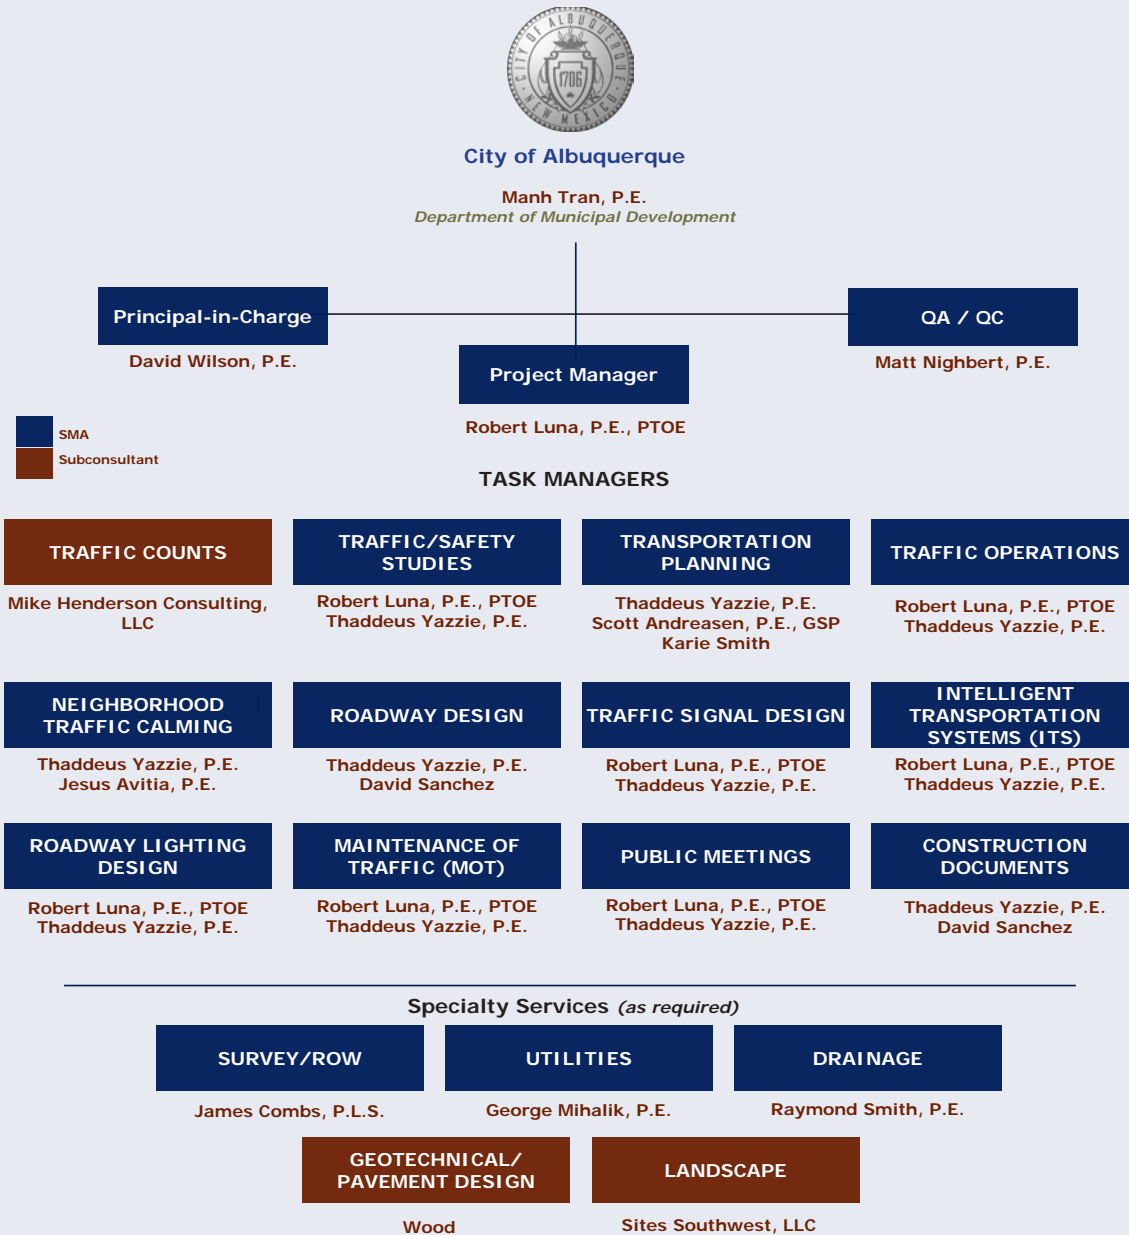 CITY OF ALBUQUERQUE
1706
NEW MEXICO
City of Albuquerque
Manh Tran, P.E.
Department of Municipal Development
Principal-in-Charge
David Wilson, P.E.
QA / QC
Matt Nighbert, P.E.
Project Manager
Robert Luna, P.E., PTOE
SMA
Subconsultant
TASK MANAGERS
TRAFFIC COUNTS
Mike Henderson Consulting,
LLC
TRAFFIC/SAFETY
STUDIES
Robert Luna, P.E., PTOE
Thaddeus Yazzie, P.E.
TRANSPORTATION
PLANNING
Thaddeus Yazzie, P.E.
Scott Andreasen, P.E., GSP
Karie Smith
TRAFFIC OPERATIONS
Robert Luna, P.E., PTOE
Thaddeus Yazzie, P.E.
NEIGHBORHOOD
TRAFFIC CALMING
Thaddeus Yazzie, P.E.
Jesus Avitia, P.E.
ROADWAY DESIGN
Thaddeus Yazzie, P.E.
David Sanchez
TRAFFIC SIGNAL DESIGN
Robert Luna, P.E., PTOE
Thaddeus Yazzie, P.E.
INTELLIGENT
TRANSPORTATION
SYSTEMS (ITS)
Robert Luna, P.E., PTOE
Thaddeus Yazzie, P.E.
ROADWAY LIGHTING
DESIGN
Robert Luna, P.E., PTOE
Thaddeus Yazzie, P.E.
MAINTENANCE OF
TRAFFIC (MOT)
Robert Luna, P.E., PTOE
Thaddeus Yazzie, P.E.
PUBLIC MEETINGS
Robert Luna, P.E., PTOE
Thaddeus Yazzie, P.E.
CONSTRUCTION
DOCUMENTS
Thaddeus Yazzie, P.E.
David Sanchez
Specialty Services (as required)
SURVEY/ROW
James Combs, P.L.S.
UTILITIES
George Mihalik, P.E.
DRAINAGE
Raymond Smith, P.E.
GEOTECHNICAL/
PAVEMENT DESIGN
Wood
LANDSCAPE
Sites Southwest, LLC